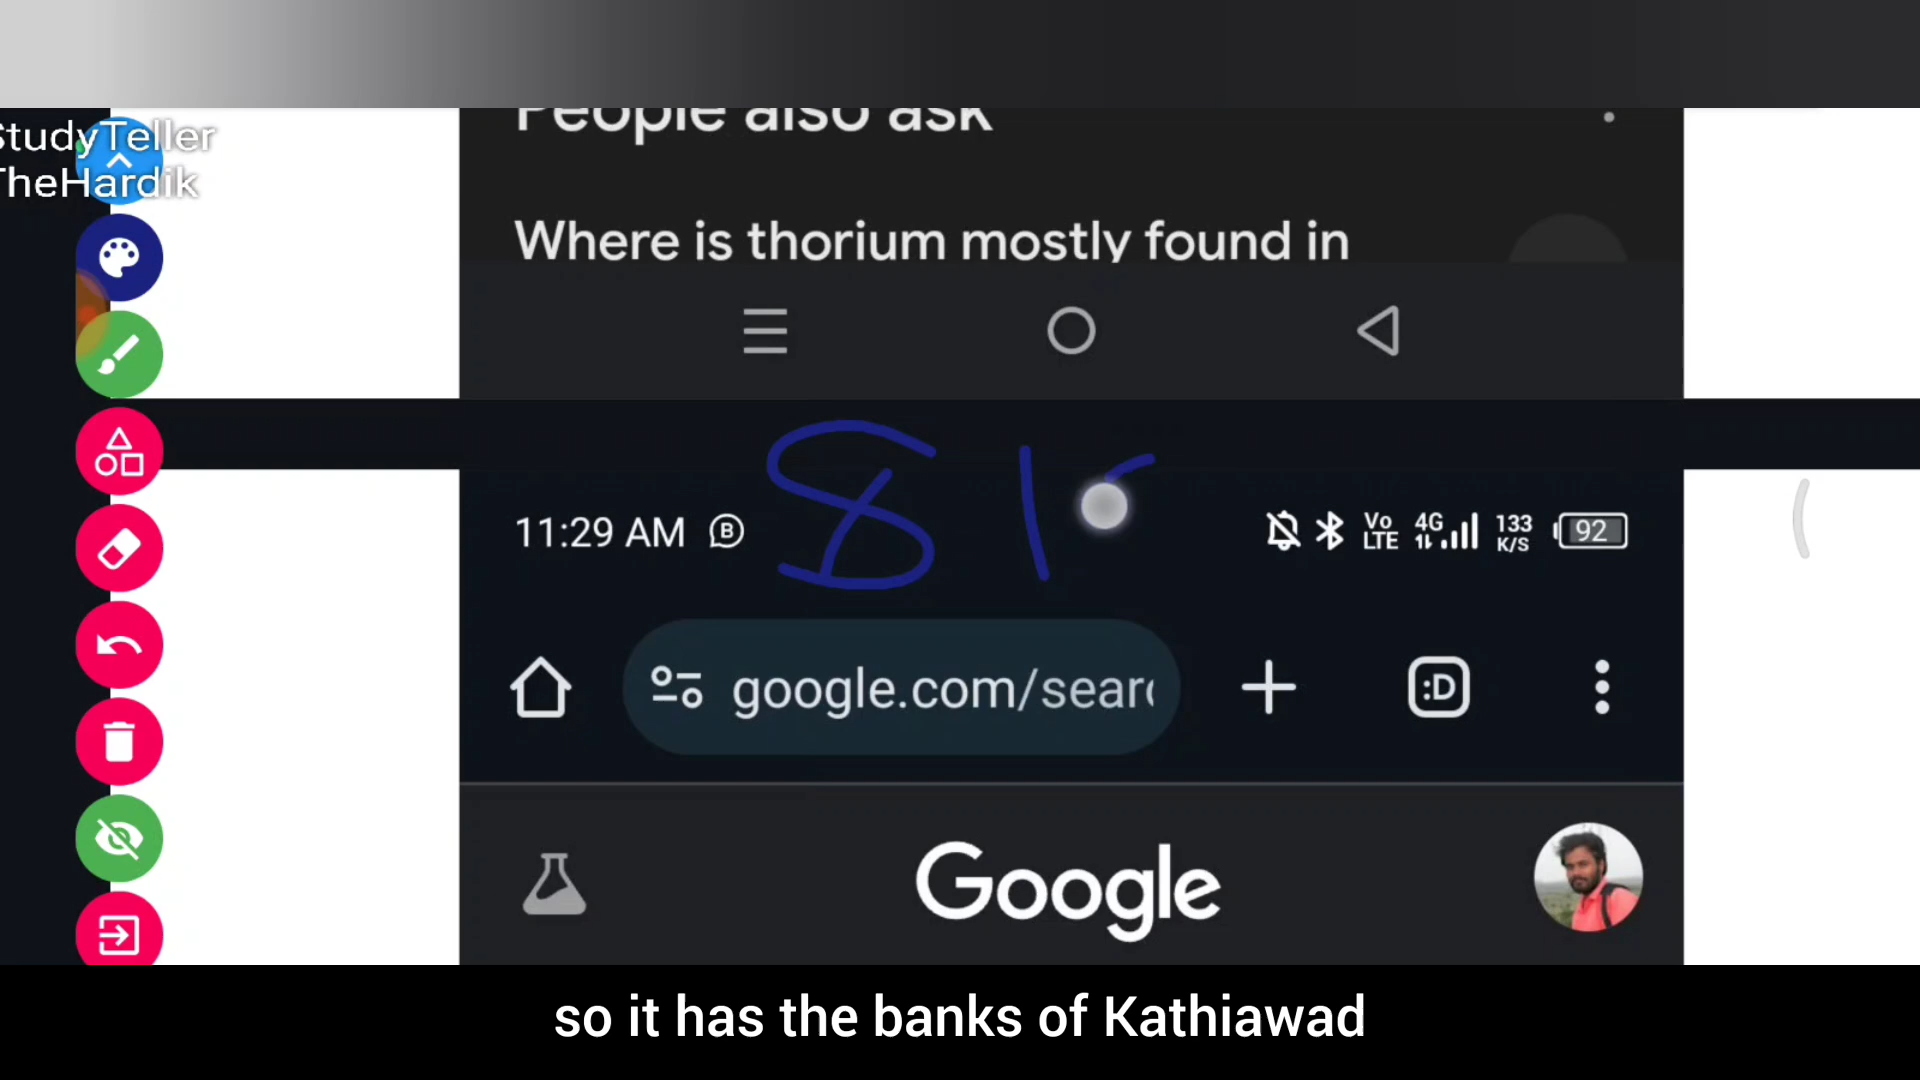 People also ask
StudyTeller
TheHardik
Where is thorium mostly found in
81
11:29 AM B Vo LTE 4G 133 K/S 92
google.com/sear
:D
Google
so it has the banks of Kathiawad